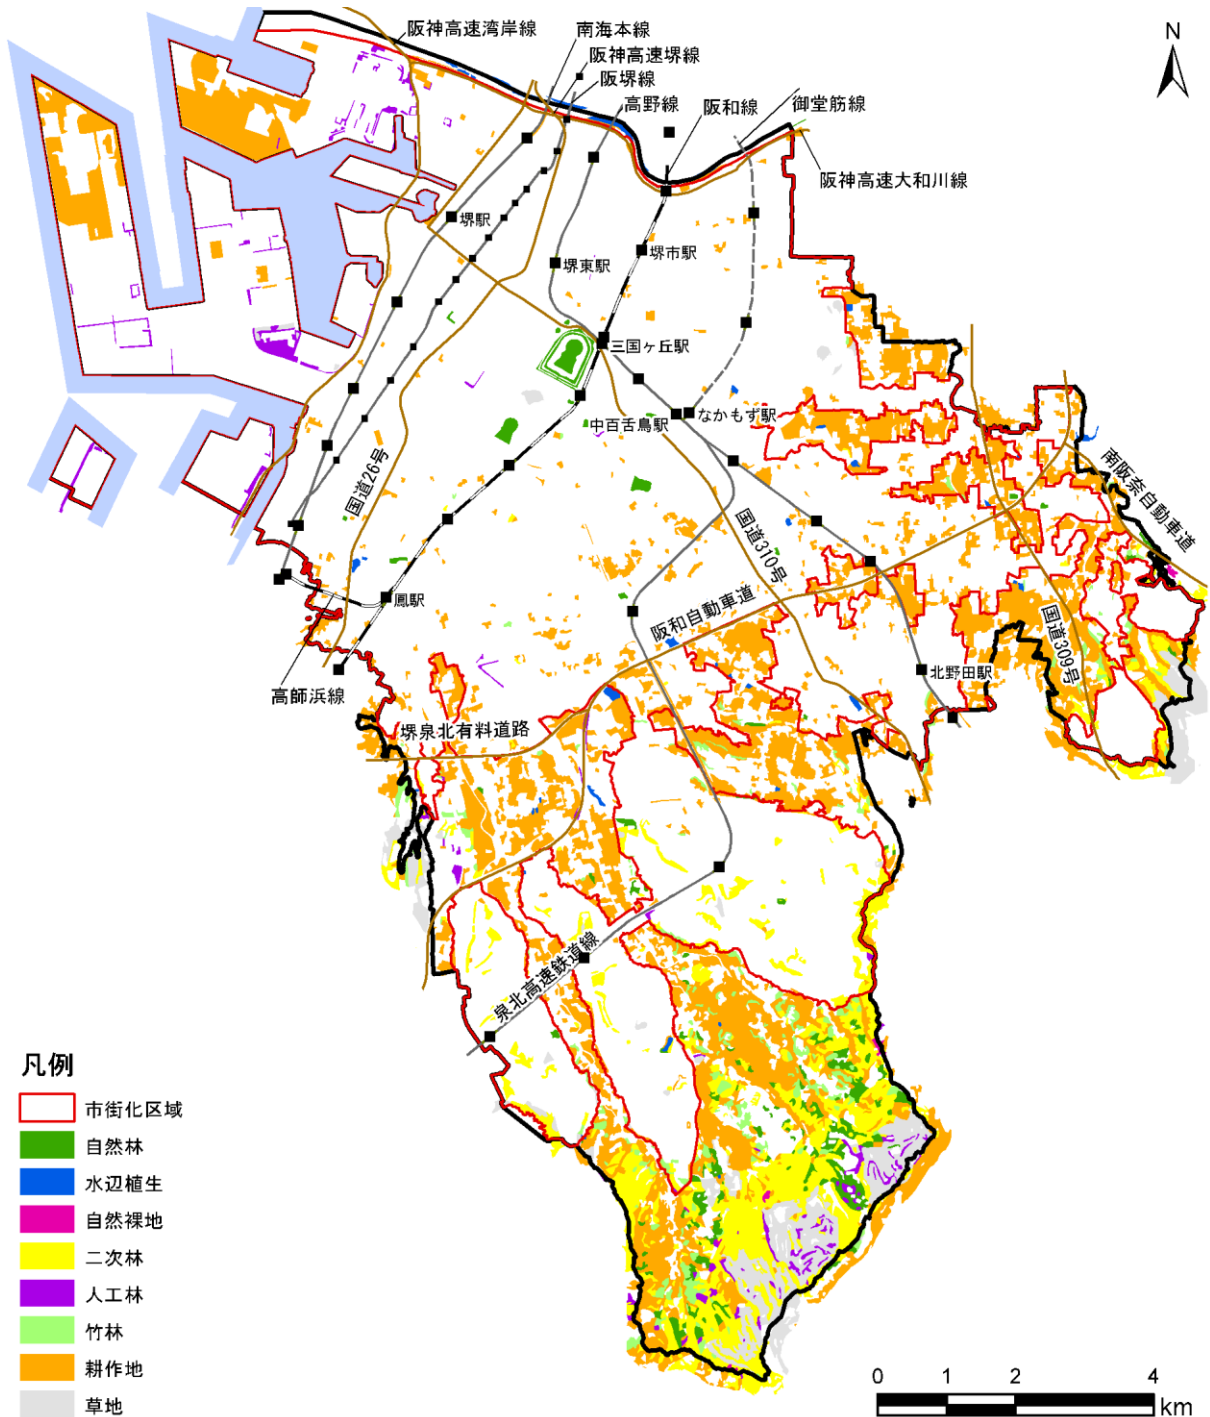 阪神高速湾岸線
南海本線
阪神高速堺線
阪堺線
高野線
阪和線
御堂筋線
N
阪神高速大和川線
堺駅
堺東駅
堺市駅
三国ヶ丘駅
中百舌鳥駅
なかもず駅
国道26号
国道310号
南阪奈自動車道
鳳駅
阪和自動車道
国道309号
北野田駅
高師浜線
堺泉北有料道路
泉北高速鉄道線
凡例
市街化区域
自然林
水辺植生
自然裸地
二次林
人工林
竹林
耕作地
草地
0 1 2 4
km